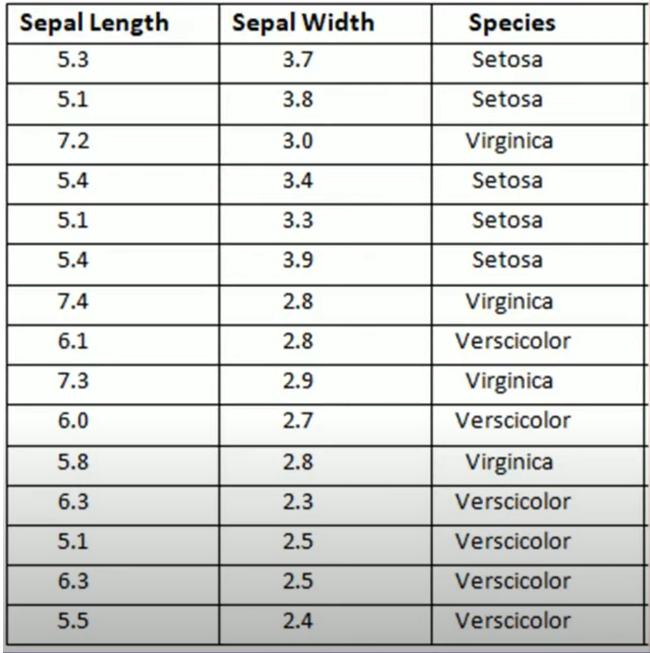 Sepal Length Sepal Width Species
5.3 3.7 Setosa
5.1 3.8 Setosa
7.2 3.0 Virginica
5.4 3.4 Setosa
5.1 3.3 Setosa
5.4 3.9 Setosa
7.4 2.8 Virginica
6.1 2.8 Verscicolor
7.3 2.9 Virginica
6.0 2.7 Verscicolor
5.8 2.8 Virginica
6.3 2.3 Verscicolor
5.1 2.5 Verscicolor
6.3 2.5 Verscicolor
5.5 2.4 Verscicolor